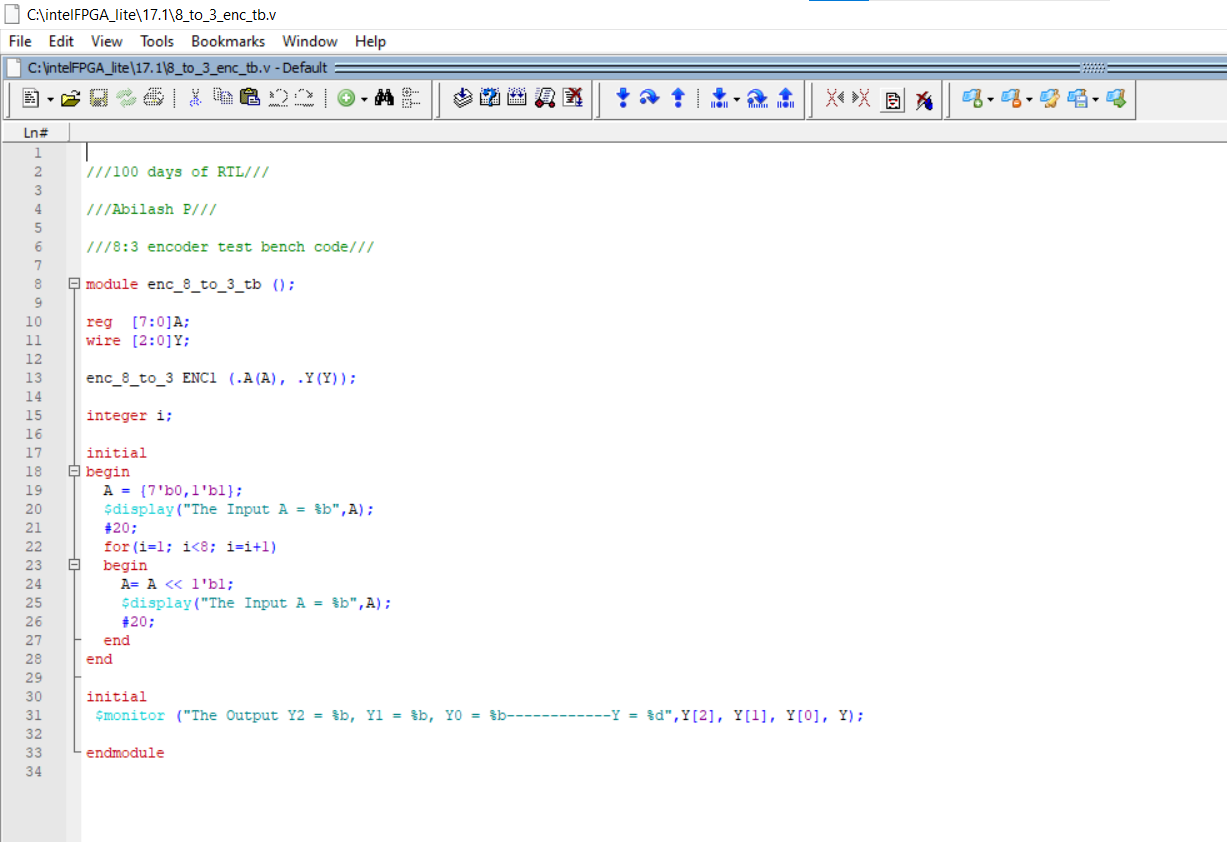 C:\intelFPGA_lite\17.1\8_to_3_enc_tb.v
File Edit View Tools Bookmarks Window Help
C:\intelFPGA_lite\17.1\8_to_3_enc_tb.v - Default
Ln#
1
2 ///100 days of RTL///
3
4 ///Abilash P///
5
6 ///8:3 encoder test bench code///
7
8 module enc_8_to_3_tb ();
9
10 reg  [7:0]A;
11 wire [2:0]Y;
12
13 enc_8_to_3 ENC1 (.A(A), .Y(Y));
14
15 integer i;
16
17 initial
18 begin
19   A = {7'b0,1'b1};
20   $display("The Input A = %b",A);
21   #20;
22   for(i=1; i<8; i=i+1)
23   begin
24     A= A << 1'b1;
25     $display("The Input A = %b",A);
26     #20;
27   end
28 end
29
30 initial
31  $monitor ("The Output Y2 = %b, Y1 = %b, Y0 = %b------------Y = %d",Y[2], Y[1], Y[0], Y);
32
33 endmodule
34